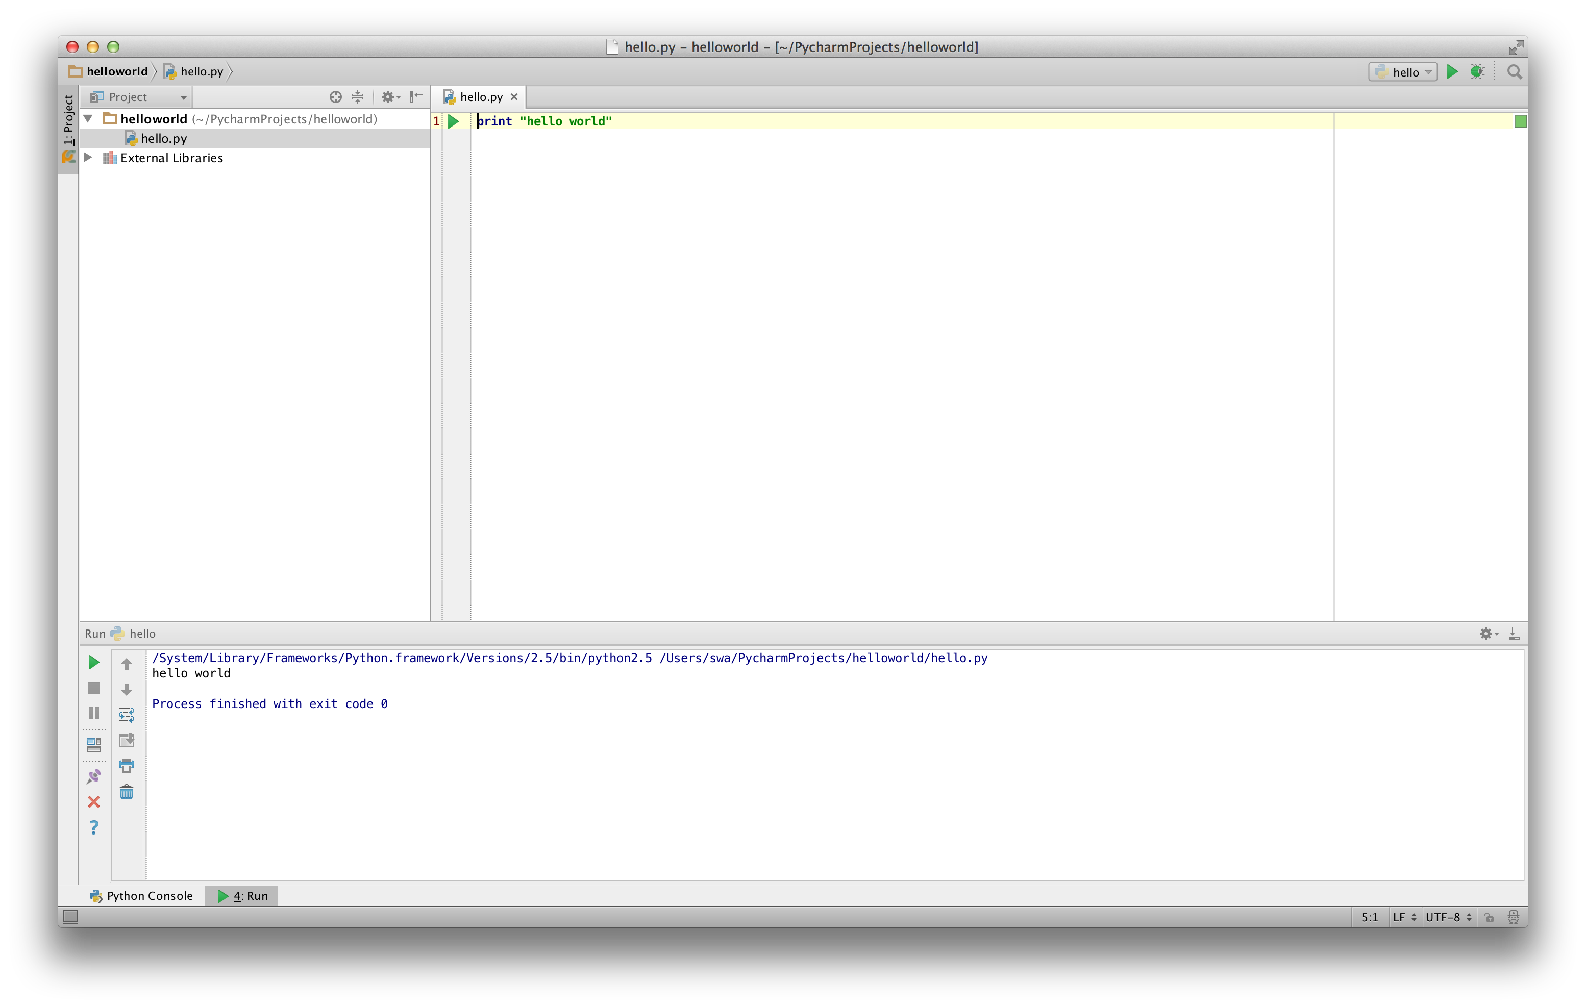 hello.py - helloworld - [~/PycharmProjects/helloworld]
helloworld hello.py
hello
1: Project
Project
hello.py
helloworld (~/PycharmProjects/helloworld)
hello.py
External Libraries
1 print "hello world"
Run hello
/System/Library/Frameworks/Python.framework/Versions/2.5/bin/python2.5 /Users/swa/PycharmProjects/helloworld/hello.py
hello world
Process finished with exit code 0
Python Console
4: Run
5:1 LF UTF-8